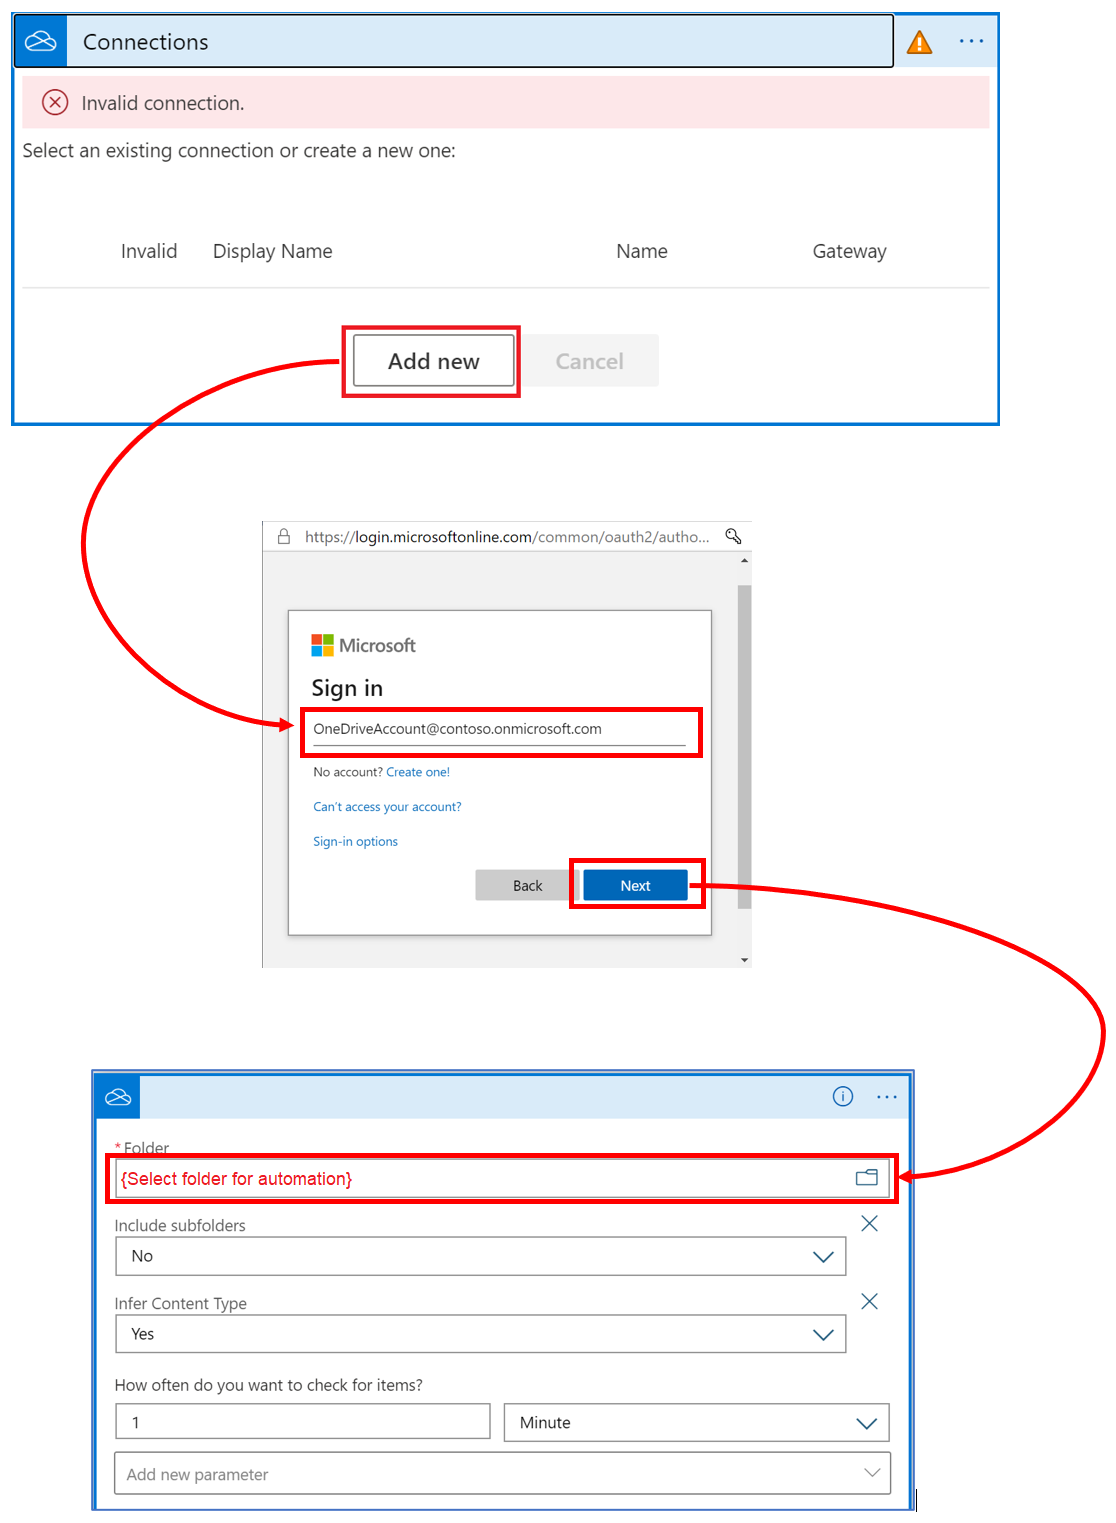 Connections
Invalid connection.
Select an existing connection or create a new one:
Invalid Display Name Name Gateway
Add new Cancel
https://login.microsoftonline.com/common/oauth2/autho...
Microsoft
Sign in
OneDriveAccount@contoso.onmicrosoft.com
No account? Create one!
Can't access your account?
Sign-in options
Back Next
* Folder
{Select folder for automation}
Include subfolders
No
Infer Content Type
Yes
How often do you want to check for items?
1 Minute
Add new parameter